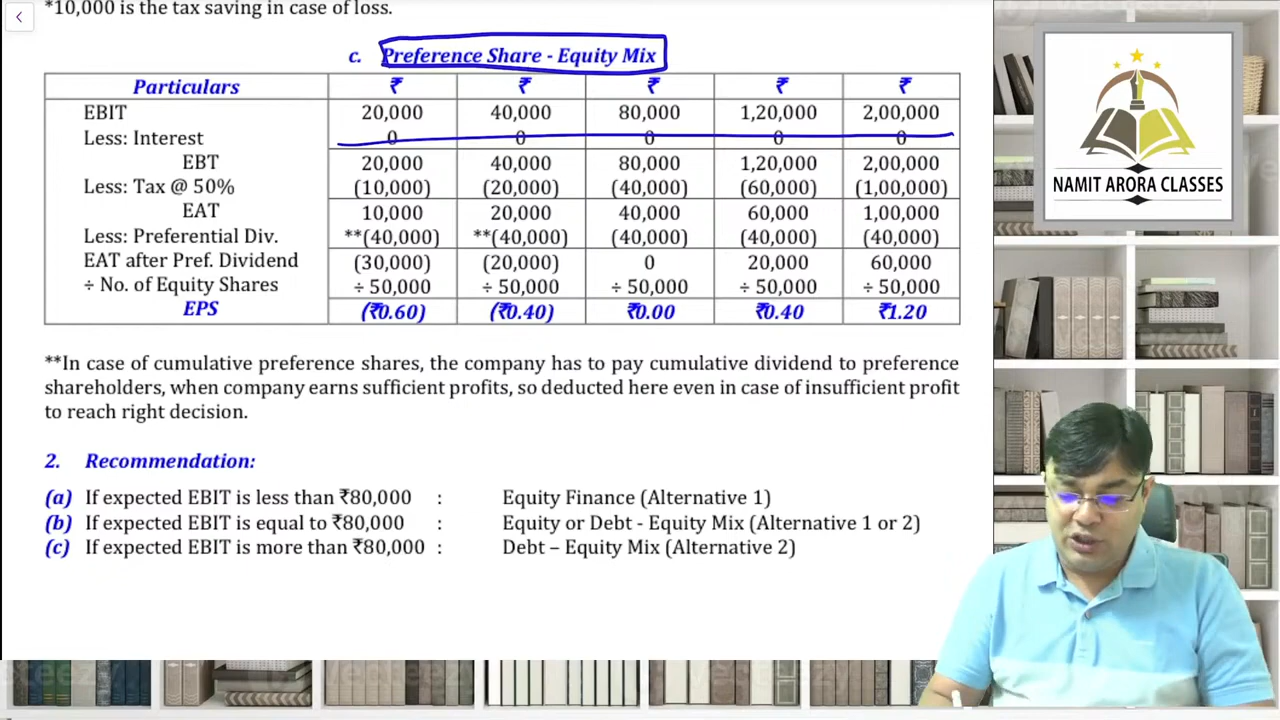 *10,000 is the tax saving in case of loss.
c. Preference Share - Equity Mix
Particulars ₹ ₹ ₹ ₹ ₹
EBIT 20,000 40,000 80,000 1,20,000 2,00,000
Less: Interest 0 0 0 0 0
EBT 20,000 40,000 80,000 1,20,000 2,00,000
Less: Tax @ 50% (10,000) (20,000) (40,000) (60,000) (1,00,000)
EAT 10,000 20,000 40,000 60,000 1,00,000
Less: Preferential Div. **(40,000) **(40,000) (40,000) (40,000) (40,000)
EAT after Pref. Dividend (30,000) (20,000) 0 20,000 60,000
÷ No. of Equity Shares ÷ 50,000 ÷ 50,000 ÷ 50,000 ÷ 50,000 ÷ 50,000
EPS (₹0.60) (₹0.40) ₹0.00 ₹0.40 ₹1.20
**In case of cumulative preference shares, the company has to pay cumulative dividend to preference
shareholders, when company earns sufficient profits, so deducted here even in case of insufficient profit
to reach right decision.
2. Recommendation:
(a) If expected EBIT is less than ₹80,000 : Equity Finance (Alternative 1)
(b) If expected EBIT is equal to ₹80,000 : Equity or Debt - Equity Mix (Alternative 1 or 2)
(c) If expected EBIT is more than ₹80,000 : Debt – Equity Mix (Alternative 2)
NAMIT ARORA CLASSES